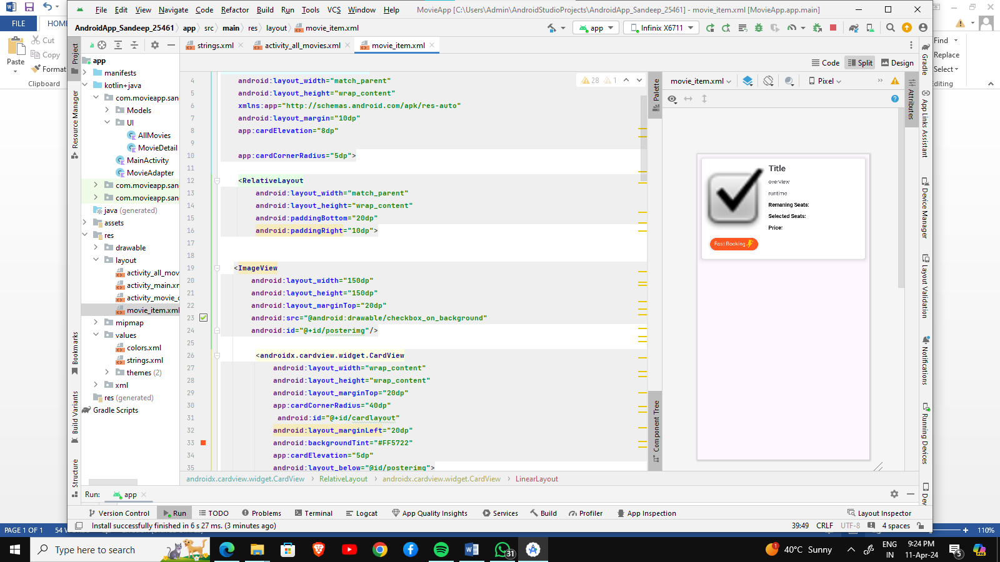 File Edit View Navigate Code Refactor Build Run Tools VCS Window Help MovieApp [C:\Users\Admin\AndroidStudioProjects\AndroidApp_Sandeep_25461] - movie_item.xml [MovieApp.app.main]
FILE HOM
AndroidApp_Sandeep_25461 app src main res layout movie_item.xml
app Infinix X6711
Cut
Copy
Format
Paste
Clipboard
Find
Replace
Select
Project
Resource Manager
Bookmarks
Build Variants
Structure
strings.xml activity_all_movies.xml movie_item.xml
Code Split Design
app
manifests
kotlin+java
com.movieapp.san
Models
UI
AllMovies
MovieDetail
MainActivity
MovieAdapter
com.movieapp.san
com.movieapp.san
java (generated)
assets
res
drawable
layout
activity_all_mov
activity_main.xm
activity_movie_
movie_item.xml
mipmap
values
colors.xml
strings.xml
themes (2)
xml
res (generated)
Gradle Scripts
28 1
4 android:layout_width="match_parent"
5 android:layout_height="wrap_content"
6 xmlns:app="http://schemas.android.com/apk/res-auto"
7 android:layout_margin="10dp"
8 app:cardElevation="8dp"
9
10 app:cardCornerRadius="5dp">
11
12 <RelativeLayout
13 android:layout_width="match_parent"
14 android:layout_height="wrap_content"
15 android:paddingBottom="20dp"
16 android:paddingRight="10dp">
17
18
19 <ImageView
20 android:layout_width="150dp"
21 android:layout_height="150dp"
22 android:layout_marginTop="20dp"
23 android:src="@android:drawable/checkbox_on_background"
24 android:id="@+id/posterimg"/>
25
26 <androidx.cardview.widget.CardView
27 android:layout_width="wrap_content"
28 android:layout_height="wrap_content"
29 android:layout_marginTop="20dp"
30 app:cardCornerRadius="40dp"
31 android:id="@+id/cardlayout"
32 android:layout_marginLeft="20dp"
33 android:backgroundTint="#FF5722"
34 app:cardElevation="5dp"
35 android:layout_below="@id/posterimg">
androidx.cardview.widget.CardView RelativeLayout androidx.cardview.widget.CardView LinearLayout
Palette
Component Tree
movie_item.xml Pixel
Title
overview
runtime
Remaning Seats:
Selected Seats:
Price:
Fast Booking
Attributes
Gradle
App Links Assistant
Device Manager
Layout Validation
Notifications
Running Devices
Run: app
Version Control Run TODO Problems Terminal Logcat App Quality Insights Services Build Profiler App Inspection Layout Inspector
Install successfully finished in 6 s 27 ms. (3 minutes ago) 39:49 CRLF UTF-8 4 spaces
PAGE 1 OF 1 110%
Type here to search 31 40°C Sunny ENG IN 9:24 PM 11-Apr-24 5